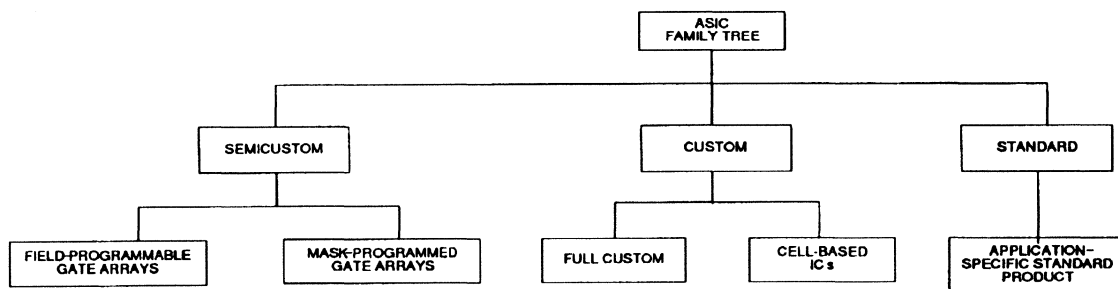 ASIC
FAMILY TREE
SEMICUSTOM
CUSTOM
STANDARD
FIELD-PROGRAMMABLE
GATE ARRAYS
MASK-PROGRAMMED
GATE ARRAYS
FULL CUSTOM
CELL-BASED
ICs
APPLICATION-
SPECIFIC STANDARD
PRODUCT